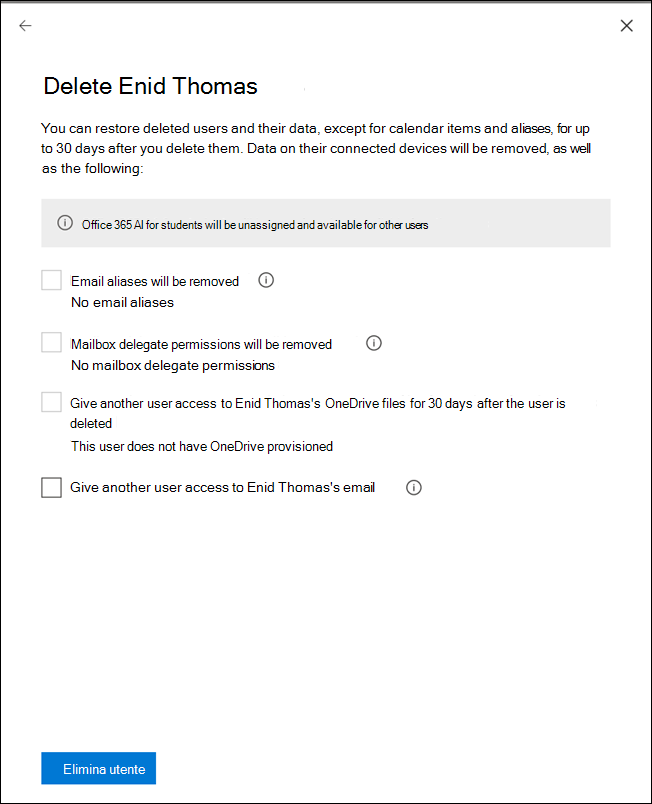 Delete Enid Thomas
You can restore deleted users and their data, except for calendar items and aliases, for up
to 30 days after you delete them. Data on their connected devices will be removed, as well
as the following:
Office 365 AI for students will be unassigned and available for other users
Email aliases will be removed
No email aliases
Mailbox delegate permissions will be removed
No mailbox delegate permissions
Give another user access to Enid Thomas's OneDrive files for 30 days after the user is
deleted
This user does not have OneDrive provisioned
Give another user access to Enid Thomas's email
Elimina utente